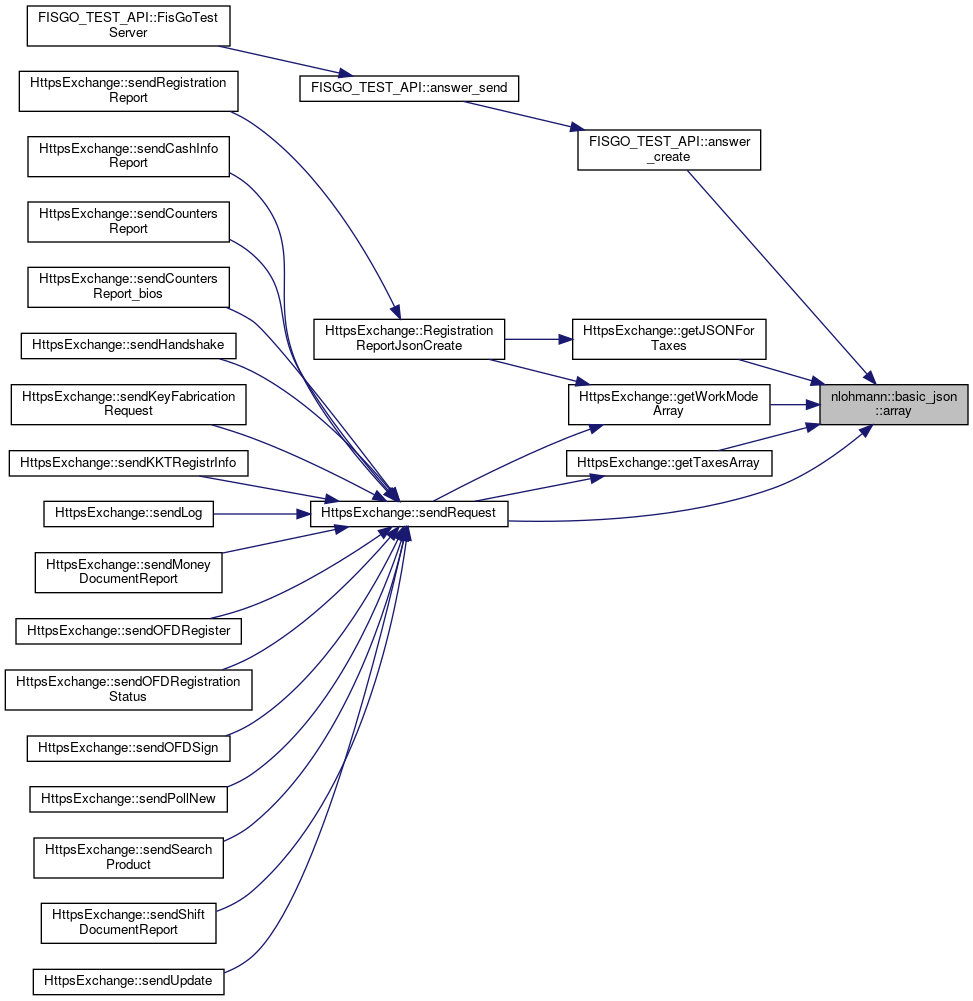 FISGO_TEST_API::FisGoTest
Server
HttpsExchange::sendRegistration
Report
HttpsExchange::sendCashInfo
Report
HttpsExchange::sendCounters
Report
HttpsExchange::sendCounters
Report_bios
HttpsExchange::sendHandshake
HttpsExchange::sendKeyFabrication
Request
HttpsExchange::sendKKTRegistrInfo
HttpsExchange::sendLog
HttpsExchange::sendMoney
DocumentReport
HttpsExchange::sendOFDRegister
HttpsExchange::sendOFDRegistration
Status
HttpsExchange::sendOFDSign
HttpsExchange::sendPollNew
HttpsExchange::sendSearch
Product
HttpsExchange::sendShift
DocumentReport
HttpsExchange::sendUpdate
FISGO_TEST_API::answer_send
HttpsExchange::Registration
ReportJsonCreate
HttpsExchange::sendRequest
FISGO_TEST_API::answer
_create
HttpsExchange::getJSONFor
Taxes
HttpsExchange::getWorkMode
Array
HttpsExchange::getTaxesArray
nlohmann::basic_json
::array